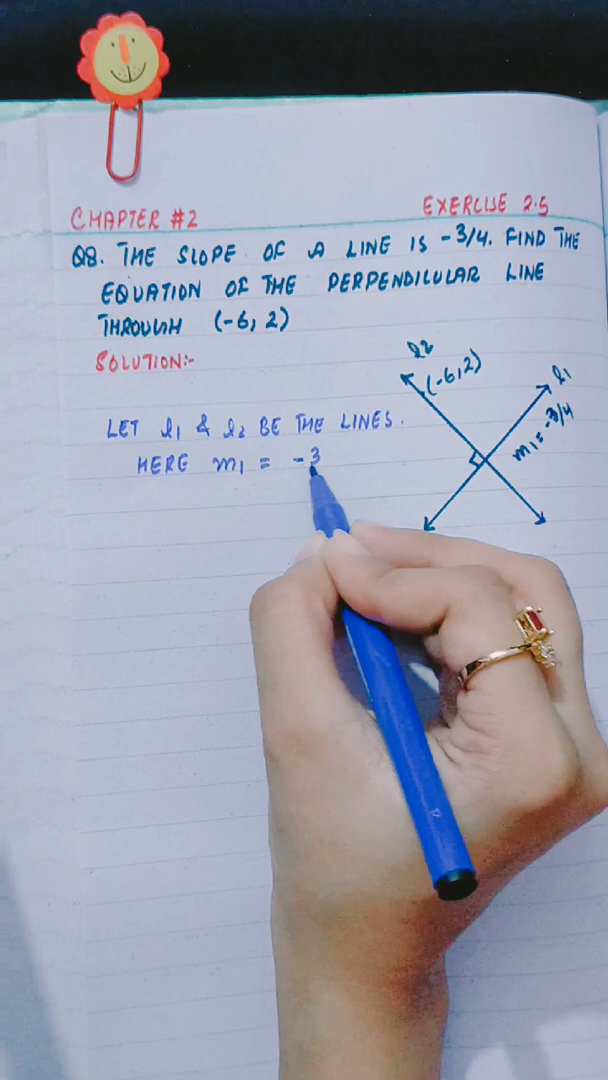 CHAPTER #2 EXERCISE 2.5
Q8. THE SLOPE OF A LINE IS -3/4. FIND THE
EQUATION OF THE PERPENDICULAR LINE
THROUGH (-6, 2)
SOLUTION:-
l2
(-6,2)
l1
m1=-3/4
LET l1 & l2 BE THE LINES.
HERE m1 = -3